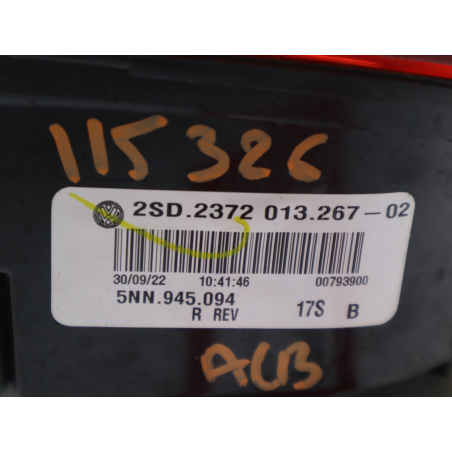 115326
2SD.2372 013.267-02
30/09/22 10:41:46 00793900
5NN.945.094 17S B
R REV
ACB